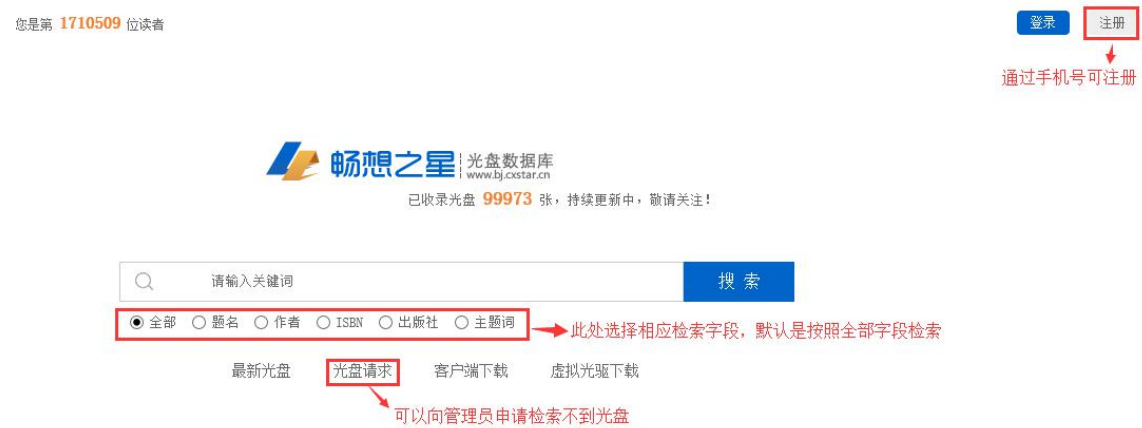 您是第 1710509 位读者
登录 注册
通过手机号可注册
畅想之星 光盘数据库
www.bj.cxstar.cn
已收录光盘 99973 张，持续更新中，敬请关注！
请输入关键词 搜索
全部 题名 作者 ISBN 出版社 主题词 此处选择相应检索字段，默认是按照全部字段检索
最新光盘 光盘请求 客户端下载 虚拟光驱下载
可以向管理员申请检索不到光盘